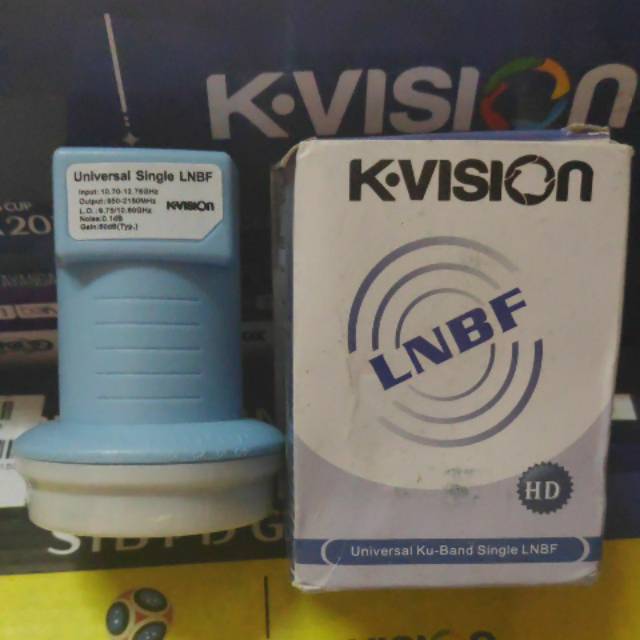 K·VISION
Universal Single LNBF
Input: 10.70-12.75GHz
Output: 950-2150MHz
L.O.: 9.75/10.60GHz
Noise: 0.1dB
Gain: 60dB(Typ.)
K·VISION
K·VISION
LNBF
HD
Universal Ku-Band Single LNBF
CUP